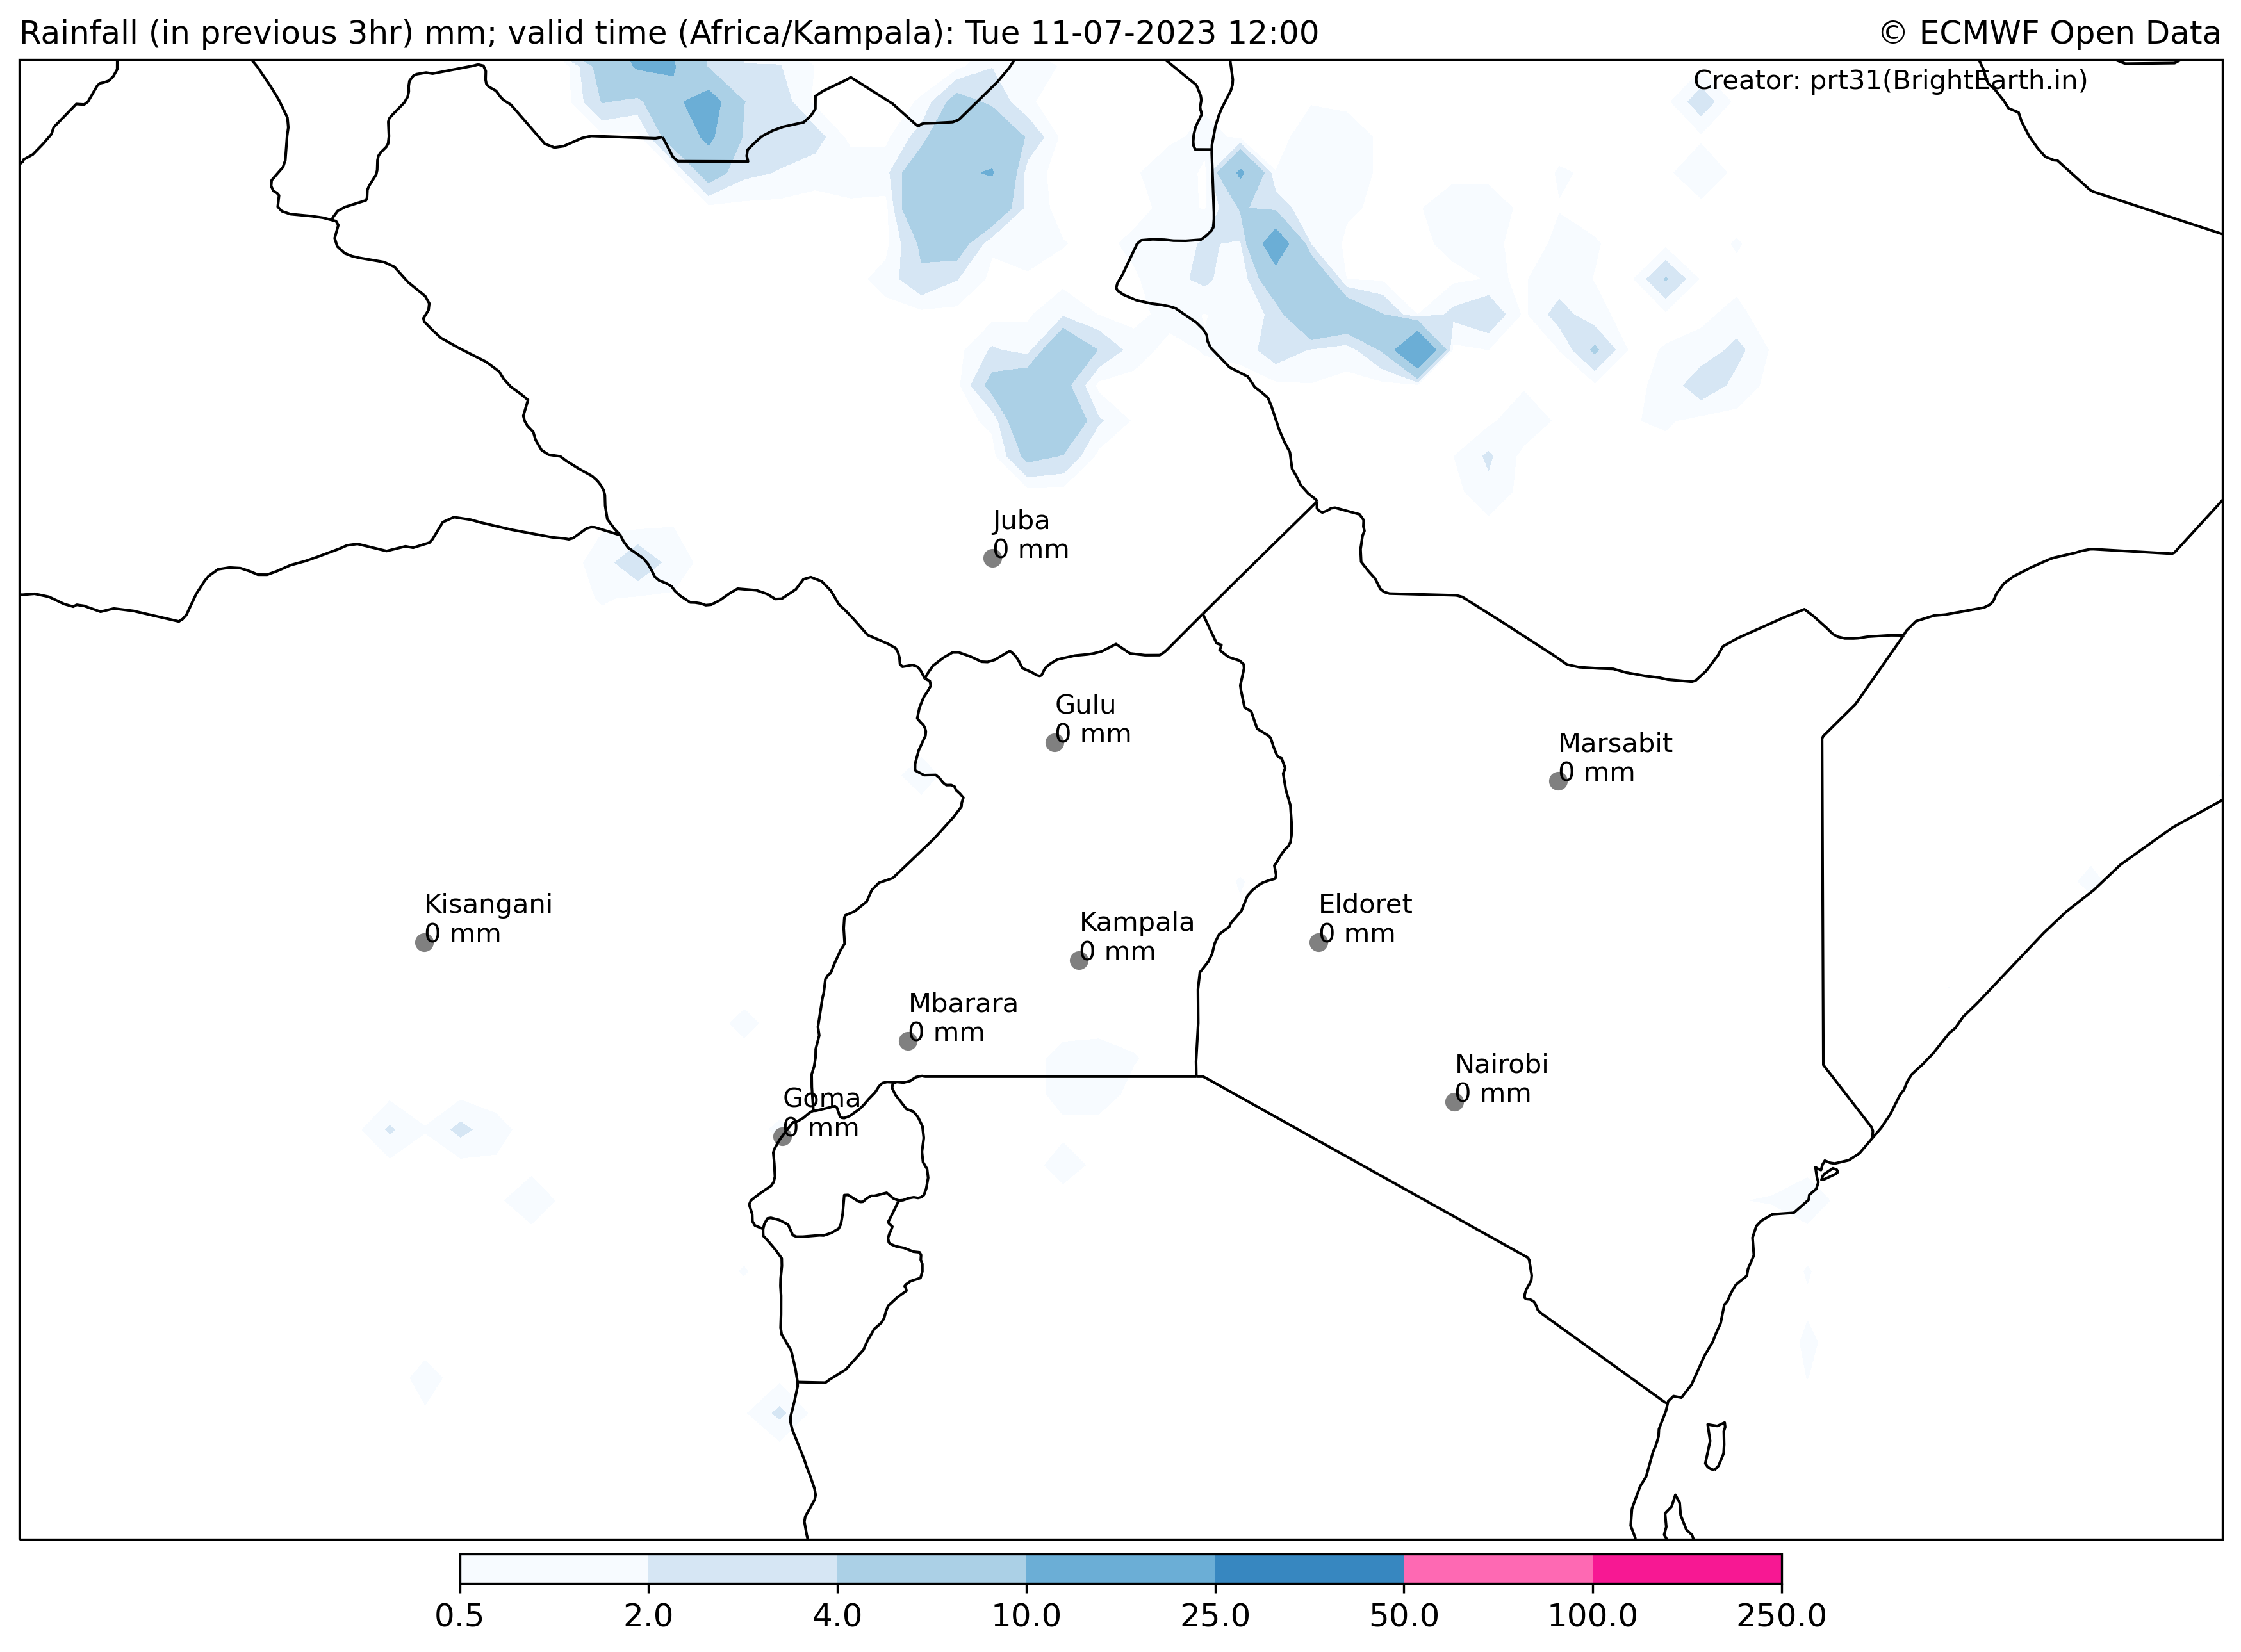 Rainfall (in previous 3hr) mm; valid time (Africa/Kampala): Tue 11-07-2023 12:00
© ECMWF Open Data
Creator: prt31(BrightEarth.in)
Juba
0 mm
Gulu
0 mm
Marsabit
0 mm
Kisangani
0 mm
Kampala
0 mm
Eldoret
0 mm
Mbarara
0 mm
Nairobi
0 mm
Goma
0 mm
0.5 2.0 4.0 10.0 25.0 50.0 100.0 250.0